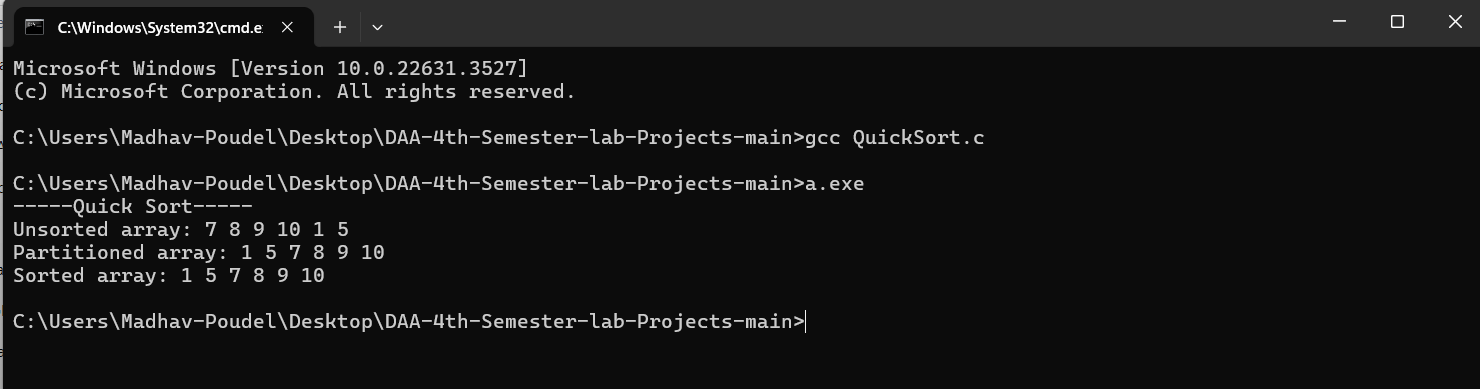 C:\Windows\System32\cmd.e
Microsoft Windows [Version 10.0.22631.3527]
(c) Microsoft Corporation. All rights reserved.
C:\Users\Madhav-Poudel\Desktop\DAA-4th-Semester-lab-Projects-main>gcc QuickSort.c
C:\Users\Madhav-Poudel\Desktop\DAA-4th-Semester-lab-Projects-main>a.exe
-----Quick Sort-----
Unsorted array: 7 8 9 10 1 5
Partitioned array: 1 5 7 8 9 10
Sorted array: 1 5 7 8 9 10
C:\Users\Madhav-Poudel\Desktop\DAA-4th-Semester-lab-Projects-main>